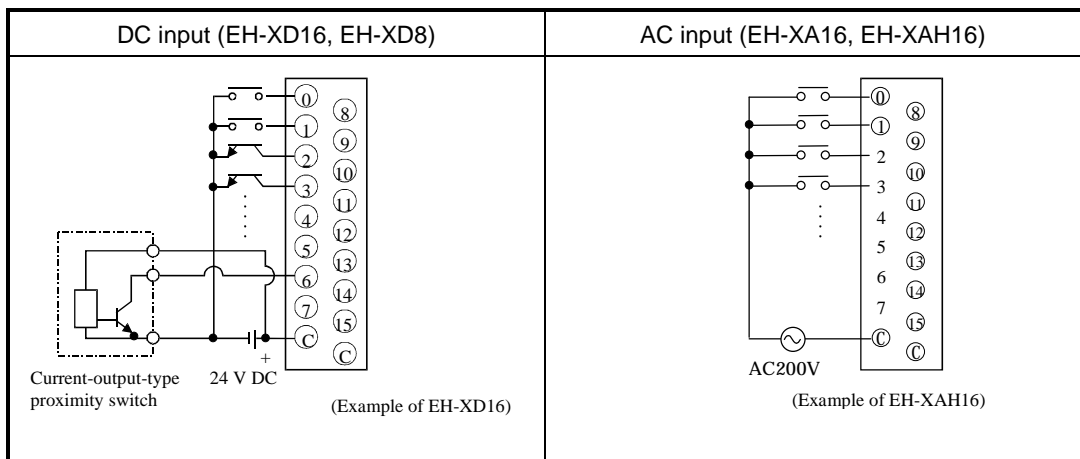 DC input (EH-XD16, EH-XD8)
0
1
2
3
4
5
6
7
C
8
9
10
11
12
13
14
15
C
+
24 V DC
Current-output-type
proximity switch
(Example of EH-XD16)
AC input (EH-XA16, EH-XAH16)
0
1
2
3
4
5
6
7
C
8
9
10
11
12
13
14
15
C
AC200V
(Example of EH-XAH16)